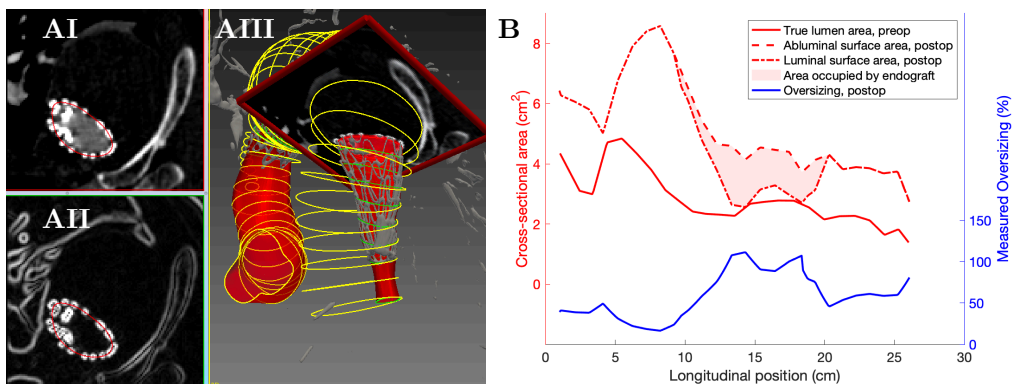 AI
AII
AIII
B
True lumen area, preop
Abluminal surface area, postop
Luminal surface area, postop
Area occupied by endograft
Oversizing, postop
Cross-sectional area (cm²)
8
6
4
2
0
Measured Oversizing (%)
150
100
50
0
0
5
10
15
20
25
30
Longitudinal position (cm)